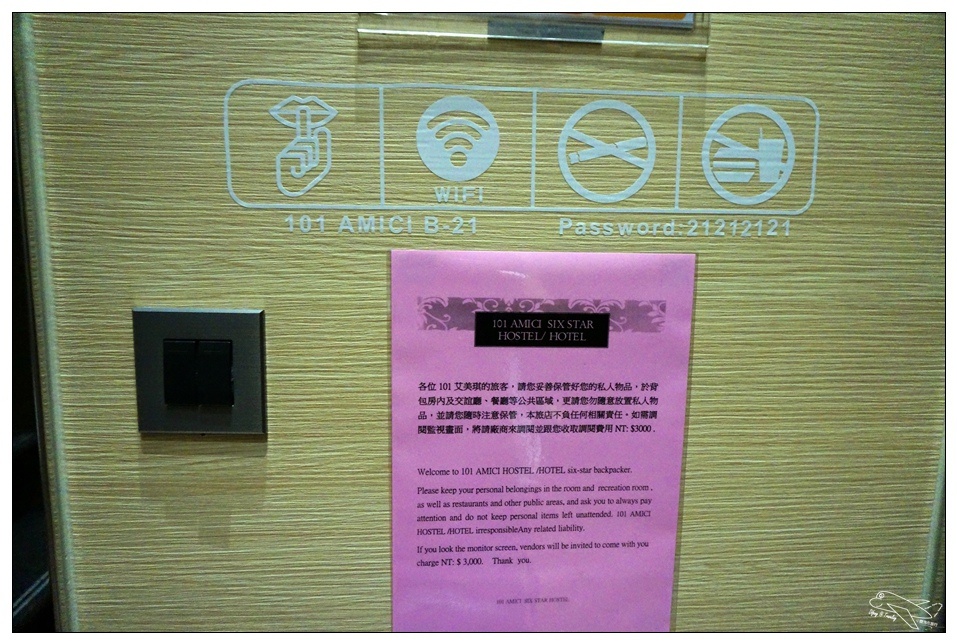 WIFI
101 AMICI B-21 Password:21212121
101 AMICI SIX STAR
HOSTEL/ HOTEL
各位 101 艾美琪的旅客，請您妥善保管好您的私人物品，於背
包房內及交誼廳、餐廳等公共區域，更請您勿隨意放置私人物
品，並請您隨時注意保管，本旅店不負任何相關責任。如需調
閱監視畫面，將請廠商來調閱並跟您收取調閱費用 NT: $3000 .
Welcome to 101 AMICI HOSTEL /HOTEL six-star backpacker.
Please keep your personal belongings in the room and recreation room ,
as well as restaurants and other public areas, and ask you to always pay
attention and do not keep personal items left unattended. 101 AMICI
HOSTEL /HOTEL irresponsibleAny related liability.
If you look the monitor screen, vendors will be invited to come with you
charge NT: $ 3,000. Thank you.
101 AMICI SIX STAR HOSTEL